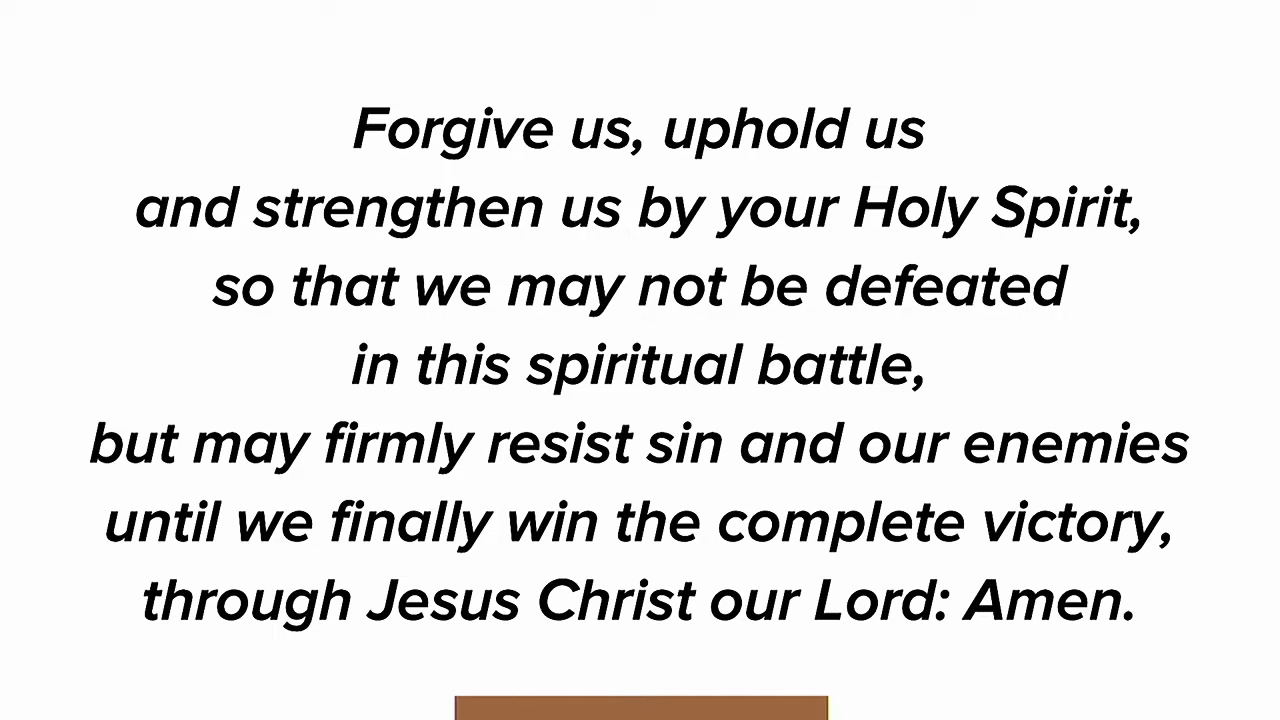 Forgive us, uphold us
and strengthen us by your Holy Spirit,
so that we may not be defeated
in this spiritual battle,
but may firmly resist sin and our enemies
until we finally win the complete victory,
through Jesus Christ our Lord: Amen.